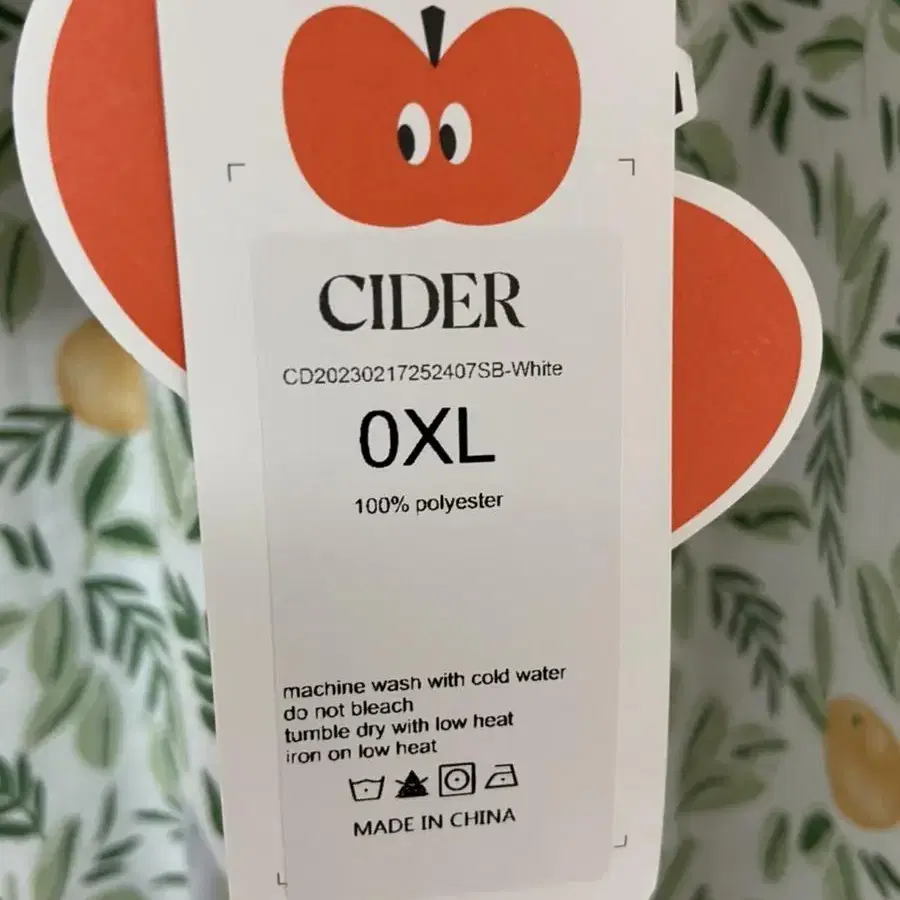 CIDER
CD20230217252407SB-White
0XL
100% polyester
machine wash with cold water
do not bleach
tumble dry with low heat
iron on low heat
MADE IN CHINA